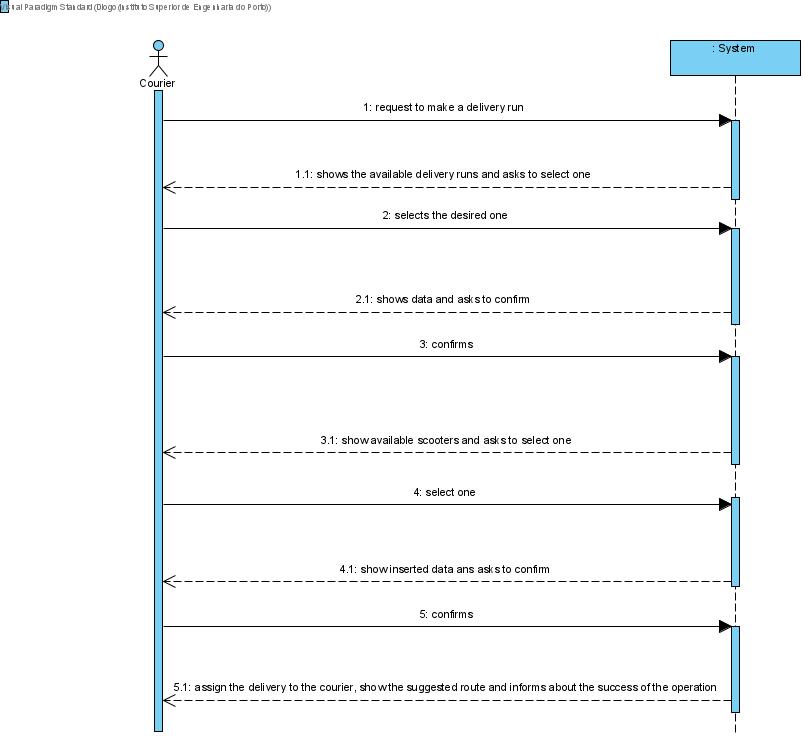 Visual Paradigm Standard (Diogo (Instituto Superior de Engenharia do Porto))
: System
Courier
1: request to make a delivery run
1.1: shows the available delivery runs and asks to select one
2: selects the desired one
2.1: shows data and asks to confirm
3: confirms
3.1: show available scooters and asks to select one
4: select one
4.1: show inserted data ans asks to confirm
5: confirms
5.1: assign the delivery to the courier, show the suggested route and informs about the success of the operation